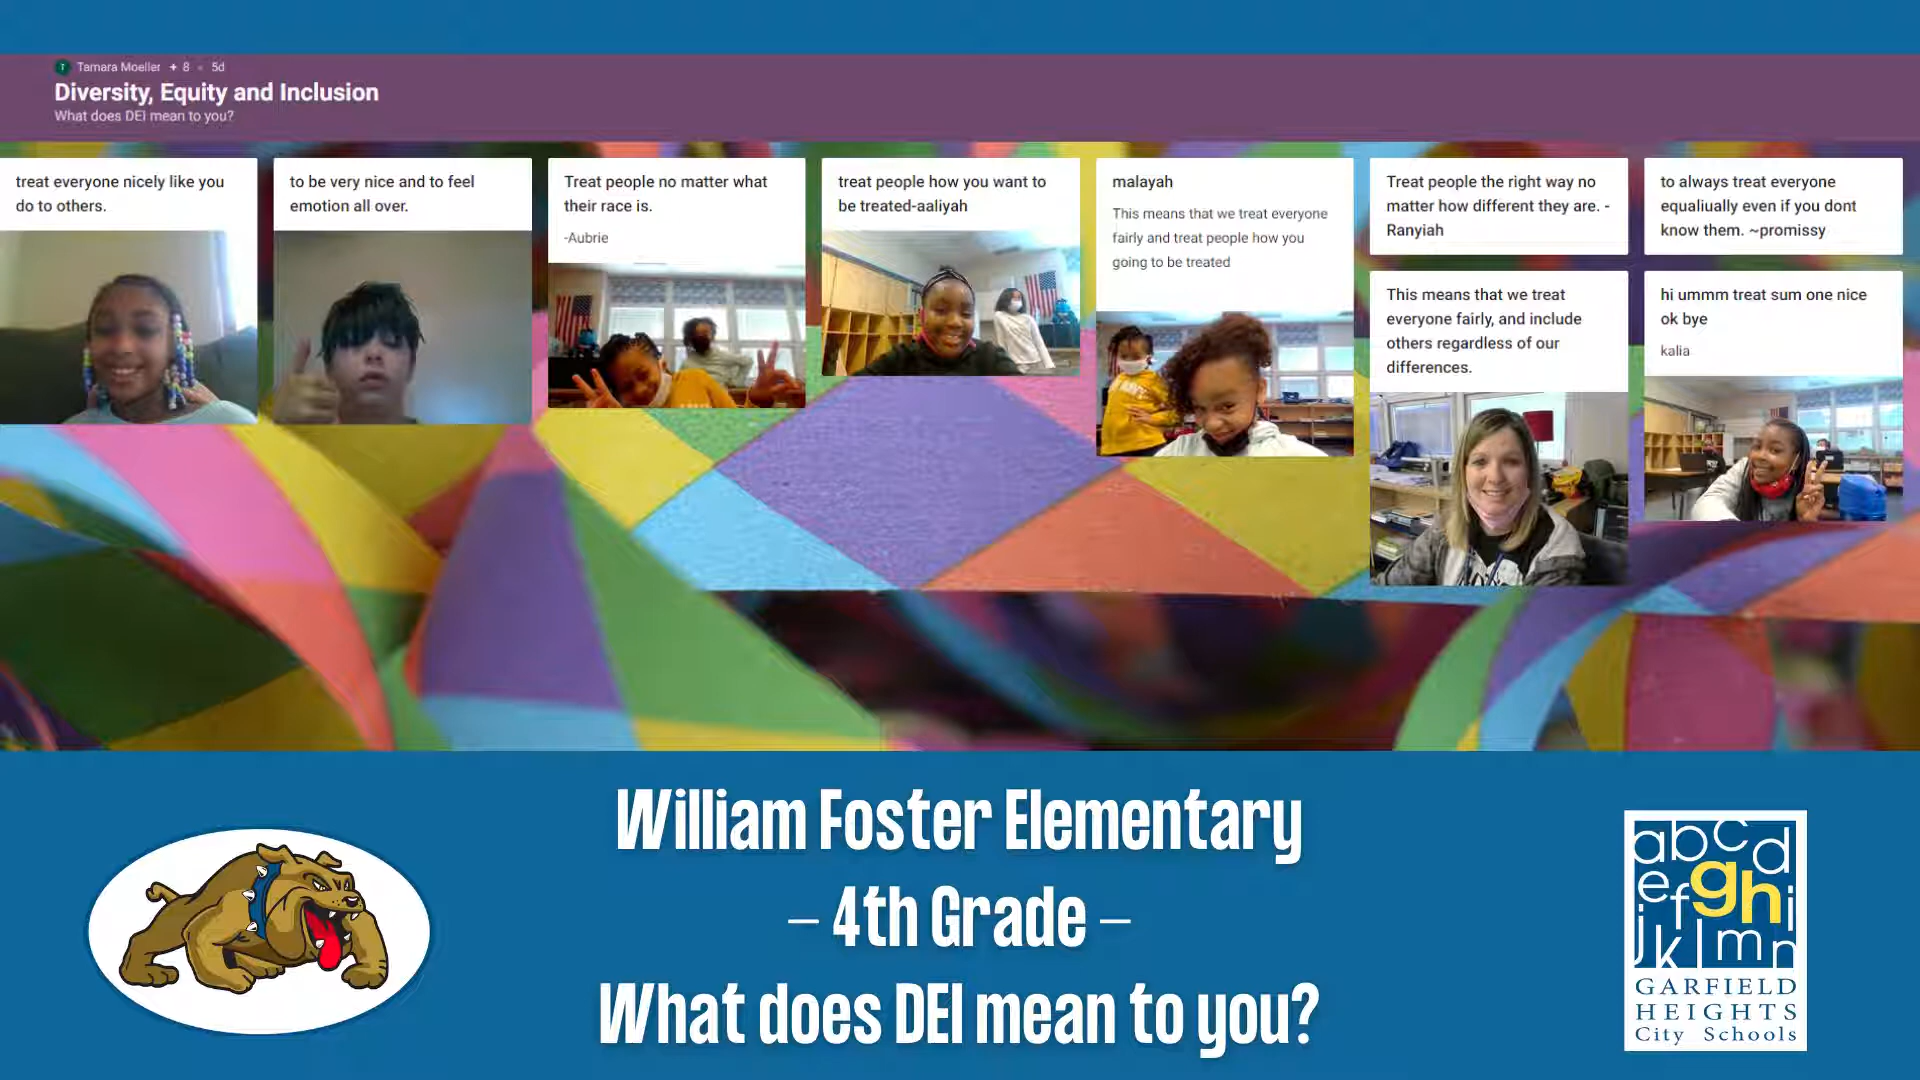 T Tamara Moeller + 8 • 5d
Diversity, Equity and Inclusion
What does DEI mean to you?
treat everyone nicely like you
do to others.
to be very nice and to feel
emotion all over.
Treat people no matter what
their race is.
-Aubrie
treat people how you want to
be treated-aaliyah
malayah
This means that we treat everyone
fairly and treat people how you
going to be treated
Treat people the right way no
matter how different they are. -
Ranyiah
This means that we treat
everyone fairly, and include
others regardless of our
differences.
to always treat everyone
equaliually even if you dont
know them. ~promissy
hi ummm treat sum one nice
ok bye
kalia
William Foster Elementary
– 4th Grade –
What does DEI mean to you?
abcd
efghi
jklmn
GARFIELD
HEIGHTS
City Schools